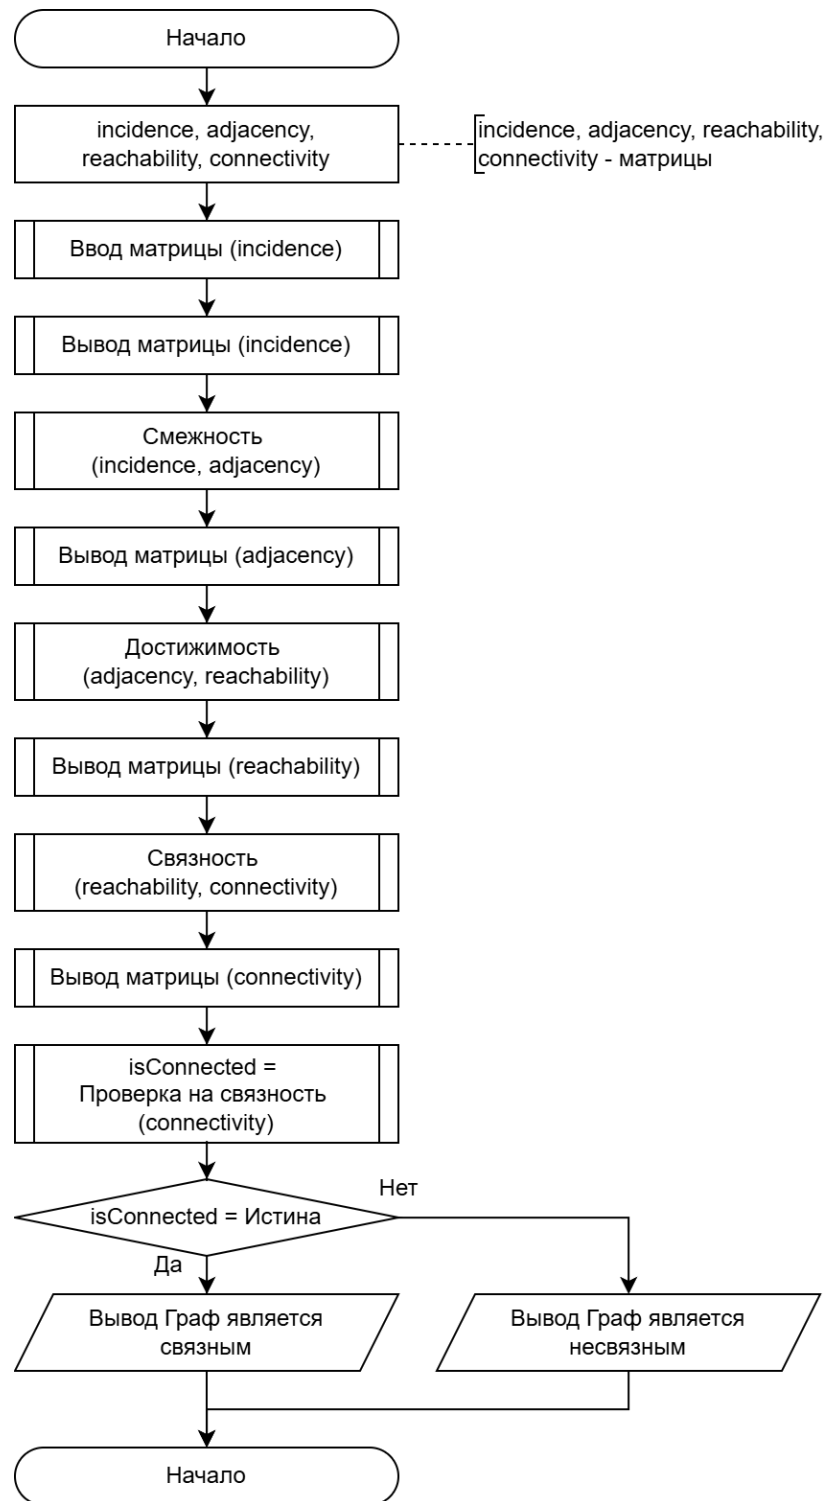 Начало
incidence, adjacency,
reachability, connectivity
incidence, adjacency, reachability,
connectivity - матрицы
Ввод матрицы (incidence)
Вывод матрицы (incidence)
Смежность
(incidence, adjacency)
Вывод матрицы (adjacency)
Достижимость
(adjacency, reachability)
Вывод матрицы (reachability)
Связность
(reachability, connectivity)
Вывод матрицы (connectivity)
isConnected =
Проверка на связность
(connectivity)
isConnected = Истина
Нет
Да
Вывод Граф является
связным
Вывод Граф является
несвязным
Начало